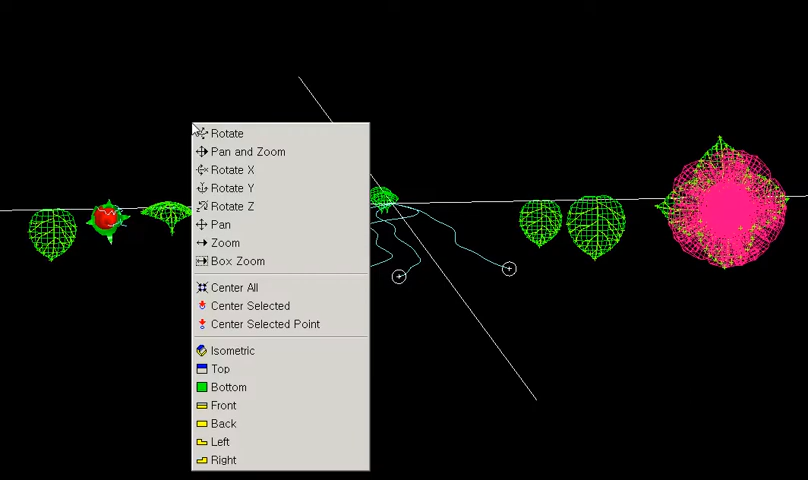 Rotate
Pan and Zoom
Rotate X
Rotate Y
Rotate Z
Pan
Zoom
Box Zoom
Center All
Center Selected
Center Selected Point
Isometric
Top
Bottom
Front
Back
Left
Right